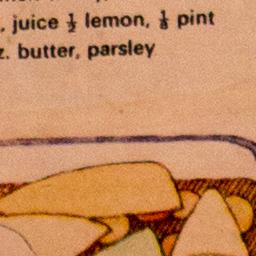 , juice ½ lemon, ⅛ pint
z. butter, parsley